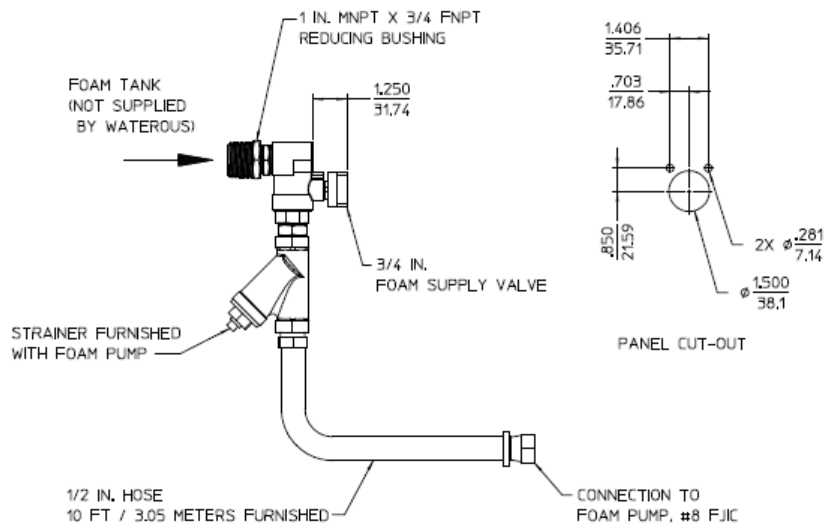 1 IN. MNPT X 3/4 FNPT
REDUCING BUSHING
FOAM TANK
(NOT SUPPLIED
BY WATEROUS)
1.250
31.74
3/4 IN.
FOAM SUPPLY VALVE
STRAINER FURNISHED
WITH FOAM PUMP
1/2 IN. HOSE
10 FT / 3.05 METERS FURNISHED
CONNECTION TO
FOAM PUMP, #8 FJIC
1.406
35.71
.703
17.86
.850
21.59
2X Ø .281
7.14
Ø 1.500
38.1
PANEL CUT-OUT